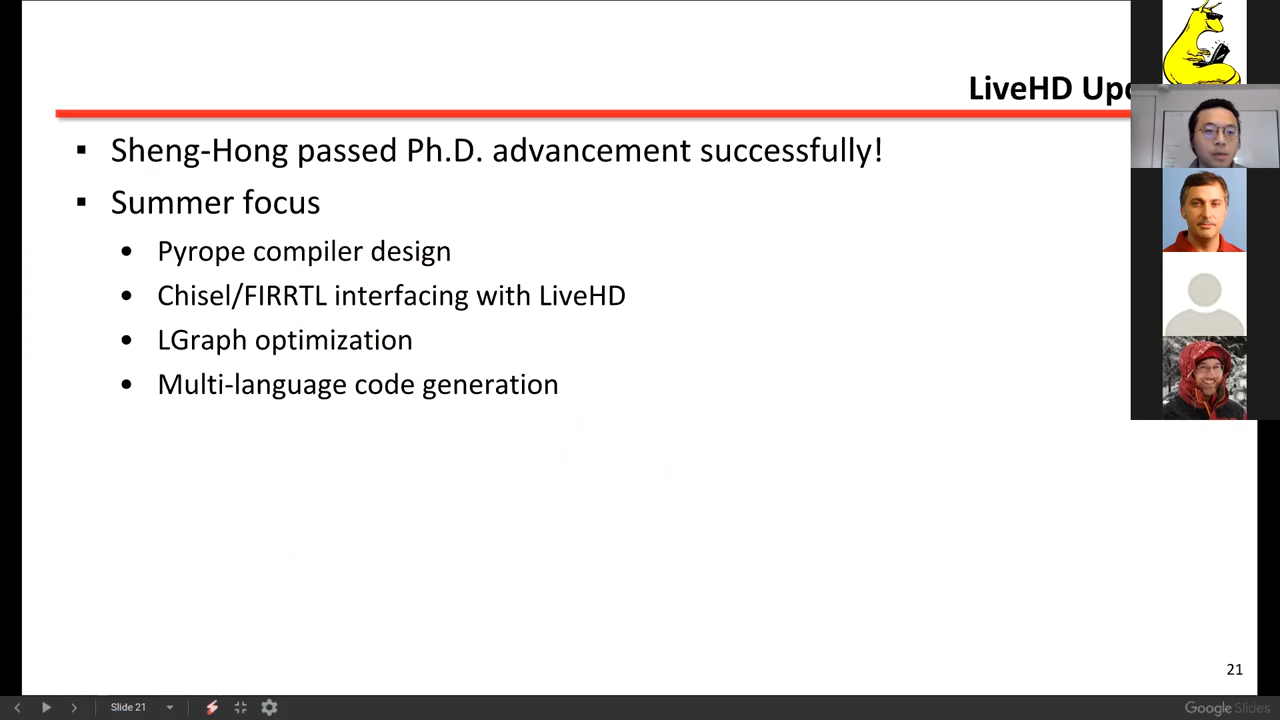 LiveHD
▪ Sheng-Hong passed Ph.D. advancement successfully!
▪ Summer focus
• Pyrope compiler design
• Chisel/FIRRTL interfacing with LiveHD
• LGraph optimization
• Multi-language code generation
21
Slide 21
Google Slides